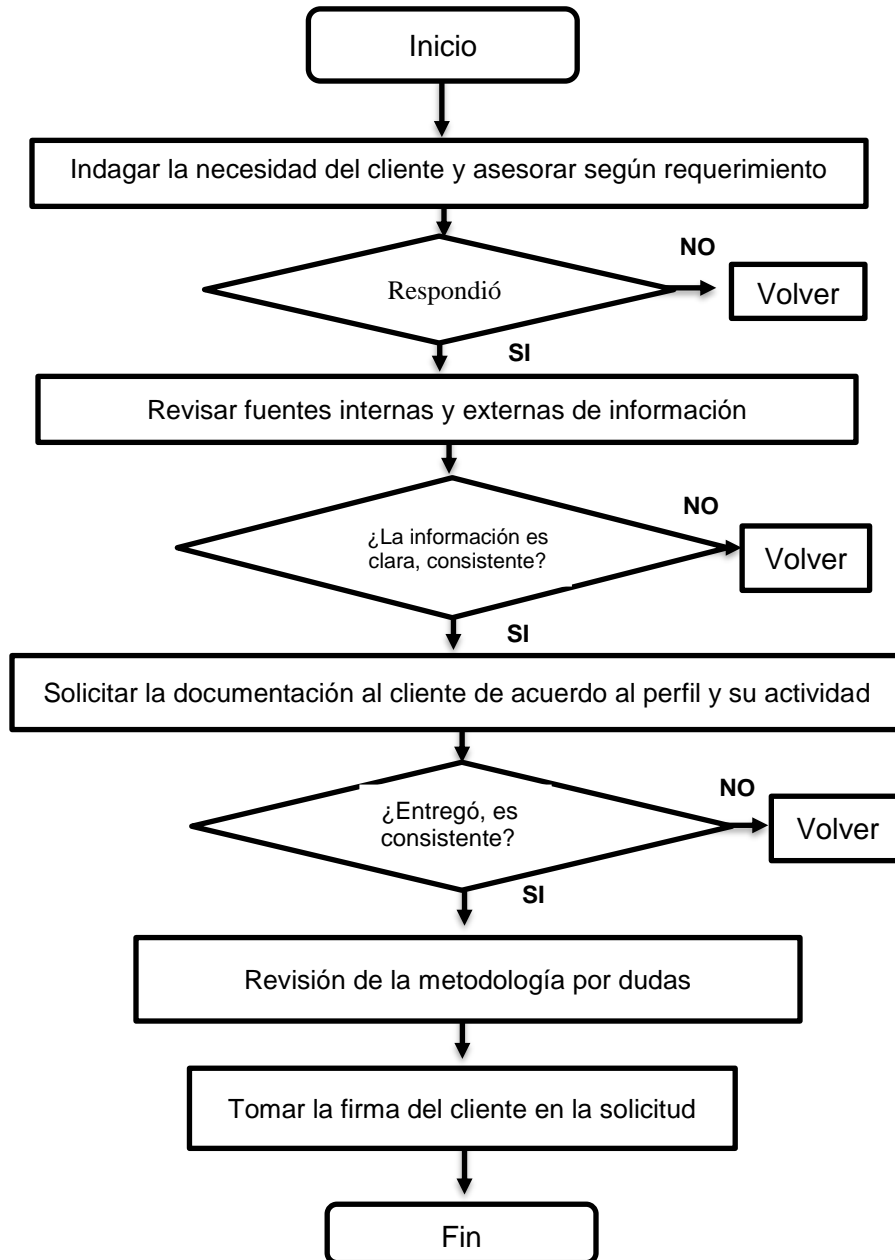 Inicio
Indagar la necesidad del cliente y asesorar según requerimiento
NO
Respondió
Volver
SI
Revisar fuentes internas y externas de información
NO
¿La información es
clara, consistente?
Volver
SI
Solicitar la documentación al cliente de acuerdo al perfil y su actividad
NO
¿Entregó, es
consistente?
Volver
SI
Revisión de la metodología por dudas
Tomar la firma del cliente en la solicitud
Fin